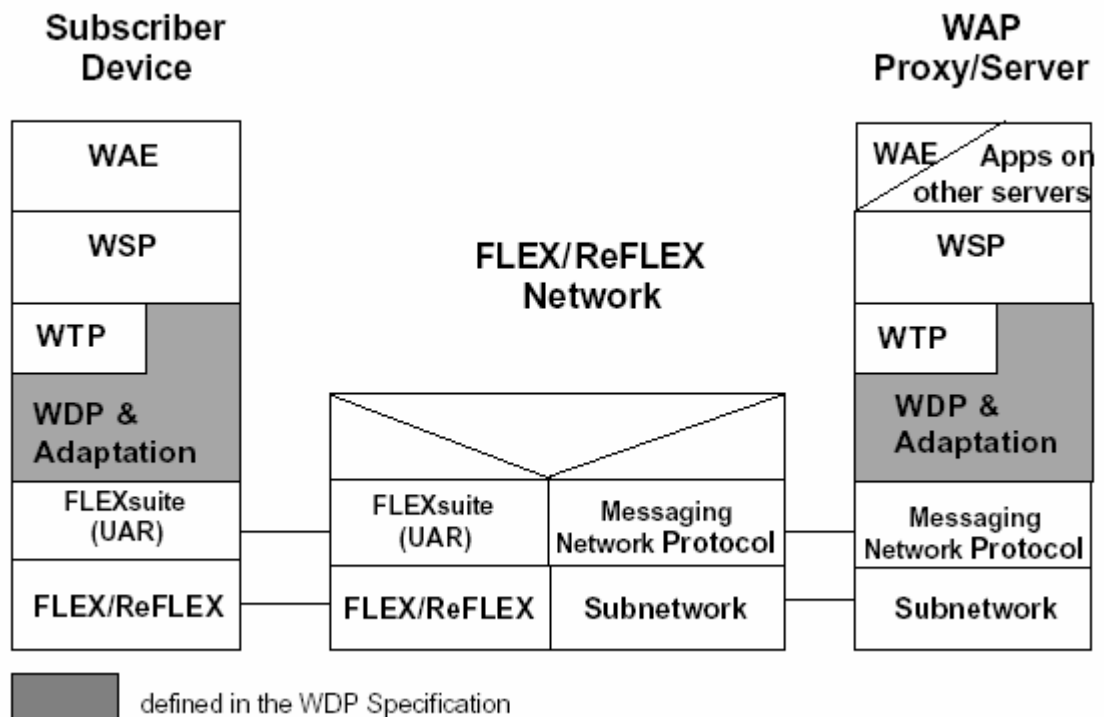 Subscriber
Device
WAP
Proxy/Server
WAE
WSP
WTP
WDP &
Adaptation
FLEXsuite
(UAR)
FLEX/ReFLEX
FLEX/ReFLEX
Network
FLEXsuite
(UAR)
Messaging
Network Protocol
FLEX/ReFLEX
Subnetwork
WAE
Apps on
other servers
WSP
WTP
WDP &
Adaptation
Messaging
Network Protocol
Subnetwork
defined in the WDP Specification